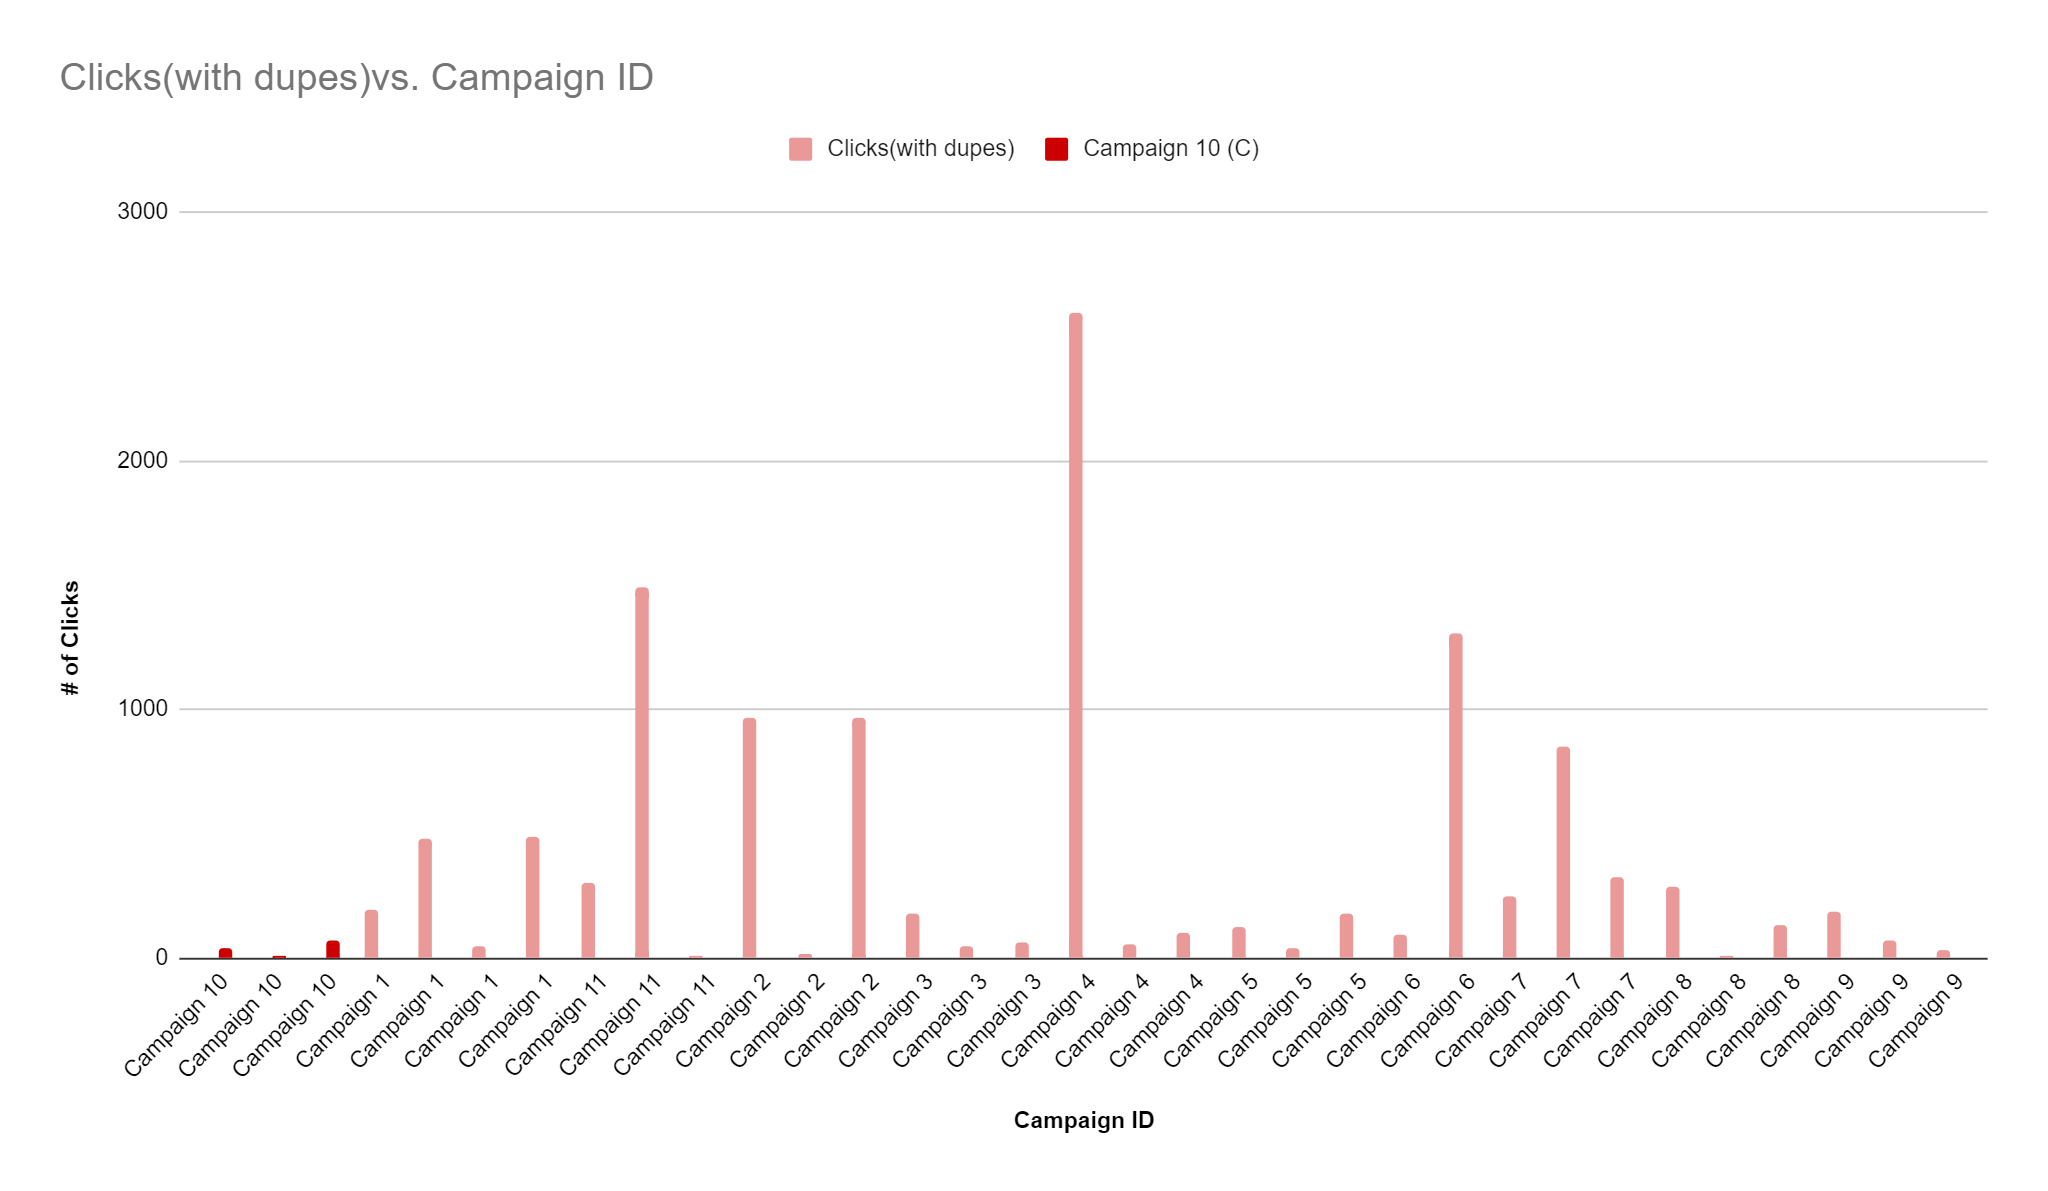 Clicks(with dupes)vs. Campaign ID
Clicks(with dupes)
Campaign 10 (C)
3000
2000
1000
0
# of Clicks
Campaign 10
Campaign 10
Campaign 10
Campaign 1
Campaign 1
Campaign 1
Campaign 1
Campaign 11
Campaign 11
Campaign 11
Campaign 2
Campaign 2
Campaign 2
Campaign 3
Campaign 3
Campaign 3
Campaign 4
Campaign 4
Campaign 4
Campaign 5
Campaign 5
Campaign 5
Campaign 6
Campaign 6
Campaign 7
Campaign 7
Campaign 7
Campaign 8
Campaign 8
Campaign 8
Campaign 9
Campaign 9
Campaign 9
Campaign ID